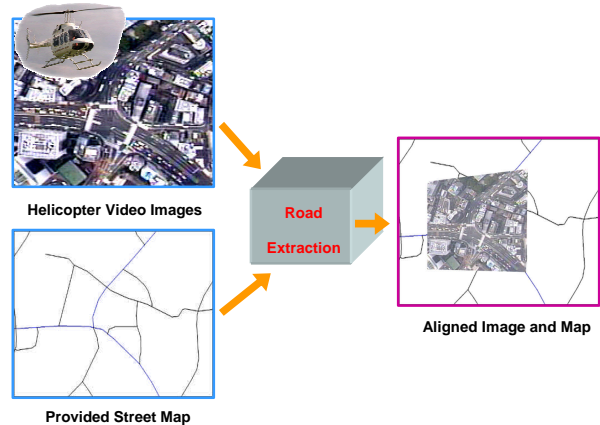 Helicopter Video Images
Road
Extraction
Aligned Image and Map
Provided Street Map